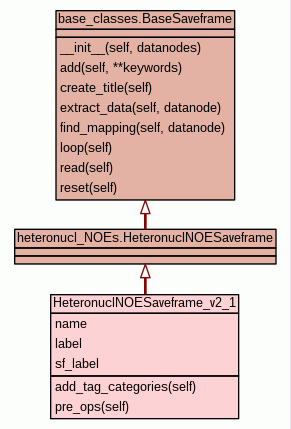 base_classes.BaseSaveframe
__init__(self, datanodes)
add(self, **keywords)
create_title(self)
extract_data(self, datanode)
find_mapping(self, datanode)
loop(self)
read(self)
reset(self)
heteronucl_NOEs.HeteronuclNOESaveframe
HeteronuclNOESaveframe_v2_1
name
label
sf_label
add_tag_categories(self)
pre_ops(self)